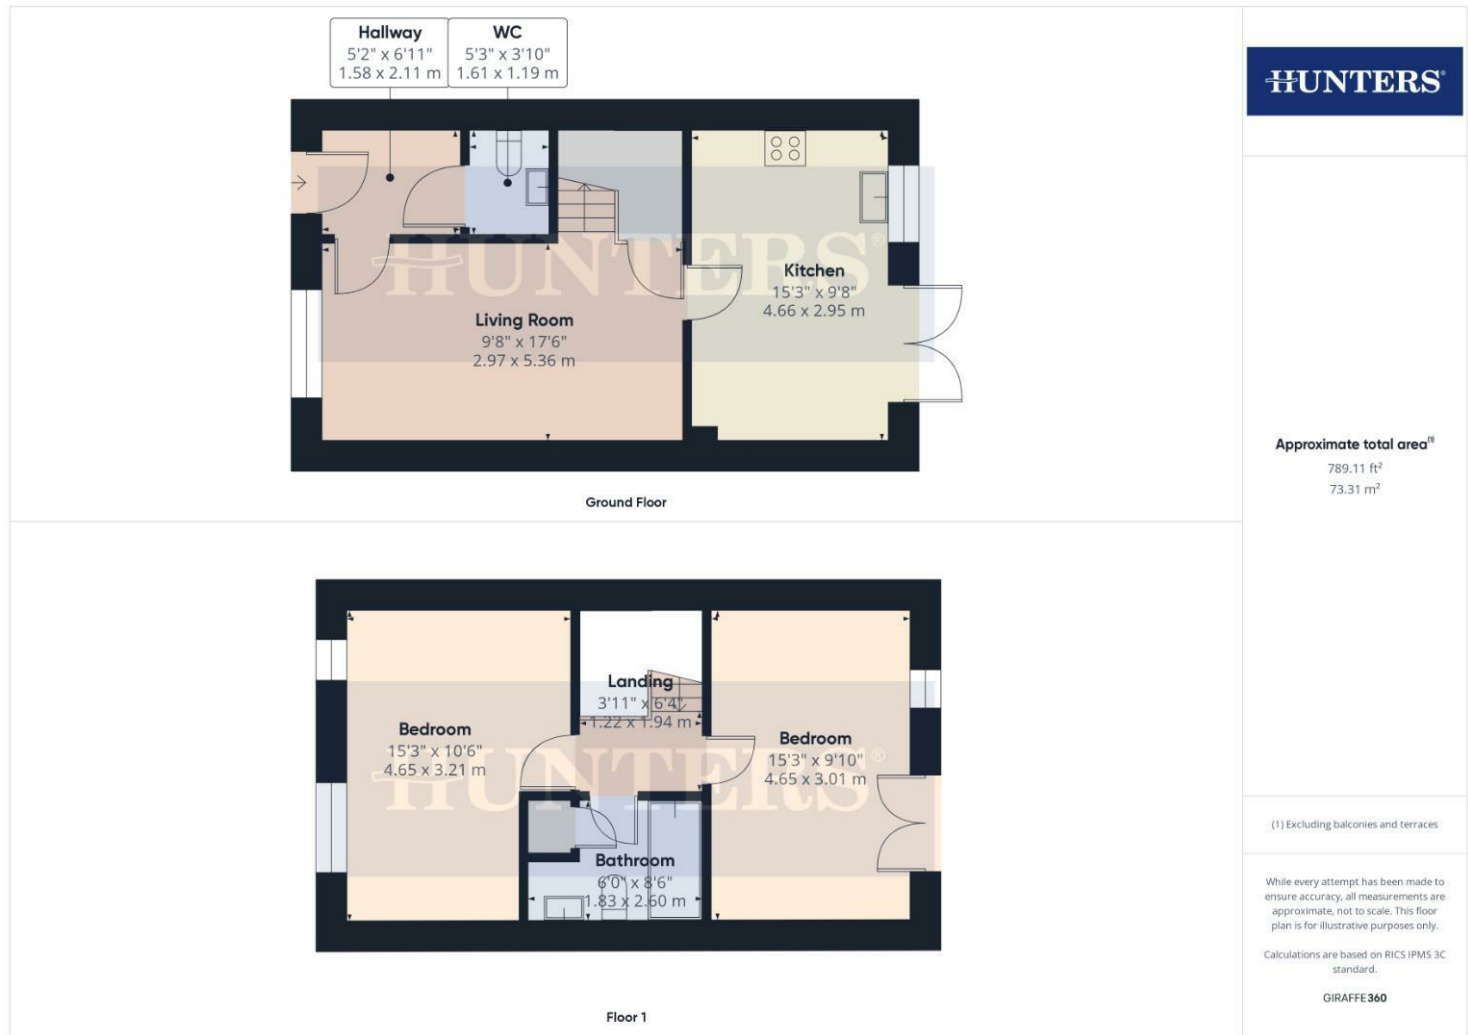 Hallway
5'2" x 6'11"
1.58 x 2.11 m
WC
5'3" x 3'10"
1.61 x 1.19 m
HUNTERS®
Kitchen
15'3" x 9'8"
4.66 x 2.95 m
Living Room
9'8" x 17'6"
2.97 x 5.36 m
Ground Floor
Landing
3'11" x 6'4"
1.22 x 1.94 m
Bedroom
15'3" x 10'6"
4.65 x 3.21 m
HUNTERS®
Bedroom
15'3" x 9'10"
4.65 x 3.01 m
Bathroom
6'0" x 8'6"
1.83 x 2.60 m
Floor 1
HUNTERS®
Approximate total area⁽¹⁾
789.11 ft²
73.31 m²
(1) Excluding balconies and terraces
While every attempt has been made to
ensure accuracy, all measurements are
approximate, not to scale. This floor
plan is for illustrative purposes only.
Calculations are based on RICS IPMS 3C
standard.
GIRAFFE360